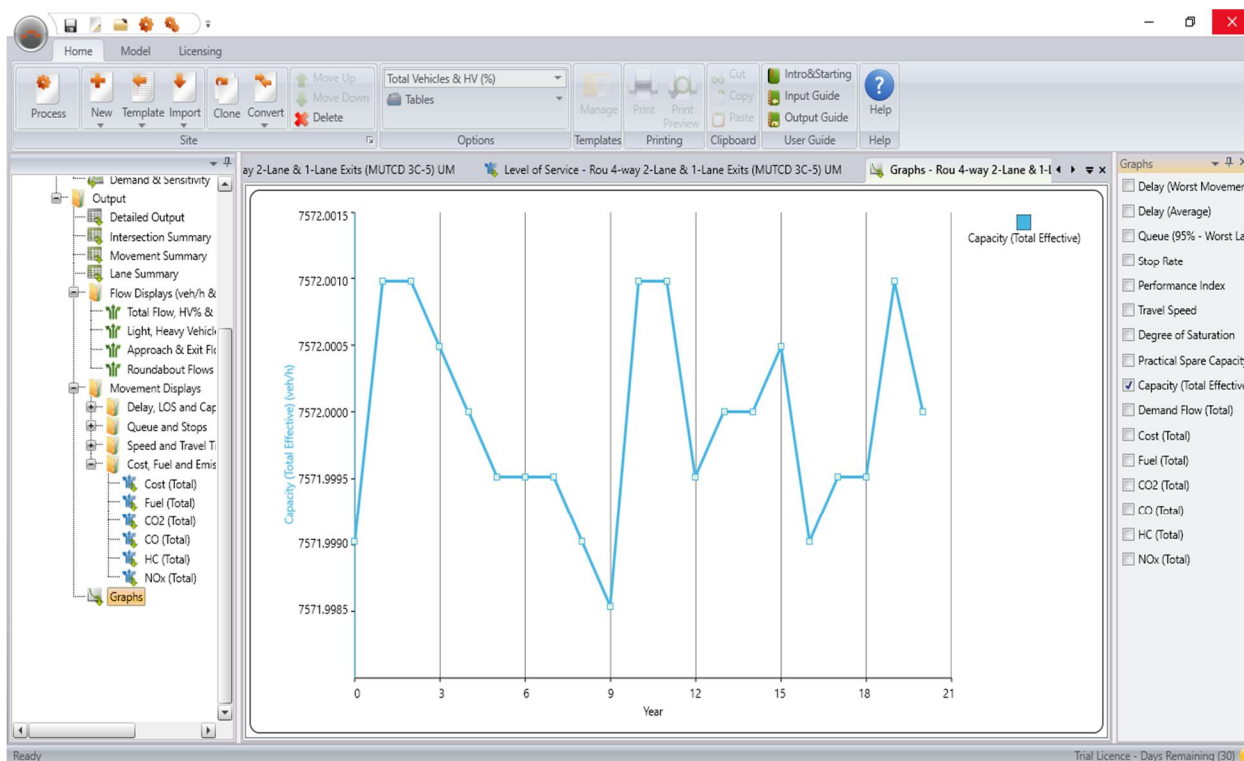 Home Model Licensing
Process
New
Template
Import
Clone
Convert
Move Up
Move Down
Delete
Site
Total Vehicles & HV (%)
Tables
Options
Manage
Templates
Print
Print Preview
Printing
Cut
Copy
Paste
Clipboard
Intro&Starting
Input Guide
Output Guide
User Guide
Help
Help
ay 2-Lane & 1-Lane Exits (MUTCD 3C-5) UM
Level of Service - Rou 4-way 2-Lane & 1-Lane Exits (MUTCD 3C-5) UM
Graphs - Rou 4-way 2-Lane & 1-L
Demand & Sensitivity
Output
Detailed Output
Intersection Summary
Movement Summary
Lane Summary
Flow Displays (veh/h &
Total Flow, HV% &
Light, Heavy Vehicl
Approach & Exit Flo
Roundabout Flows
Movement Displays
Delay, LOS and Cap
Queue and Stops
Speed and Travel Ti
Cost, Fuel and Emis
Cost (Total)
Fuel (Total)
CO2 (Total)
CO (Total)
HC (Total)
NOx (Total)
Graphs
Capacity (Total Effective) (veh/h)
7572.0015
7572.0010
7572.0005
7572.0000
7571.9995
7571.9990
7571.9985
0 3 6 9 12 15 18 21
Year
Capacity (Total Effective)
Graphs
Delay (Worst Movemen
Delay (Average)
Queue (95% - Worst La
Stop Rate
Performance Index
Travel Speed
Degree of Saturation
Practical Spare Capacity
Capacity (Total Effective
Demand Flow (Total)
Cost (Total)
Fuel (Total)
CO2 (Total)
CO (Total)
HC (Total)
NOx (Total)
Ready
Trial Licence - Days Remaining (30)